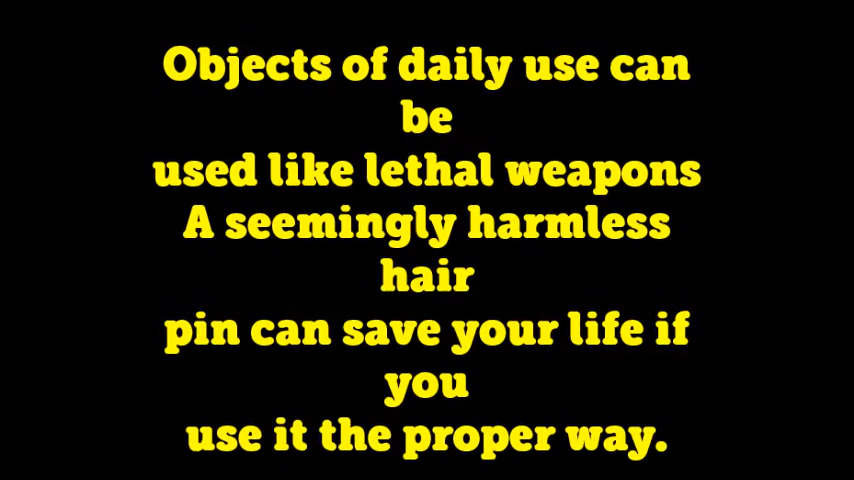 Objects of daily use can
be
used like lethal weapons
A seemingly harmless
hair
pin can save your life if
you
use it the proper way.